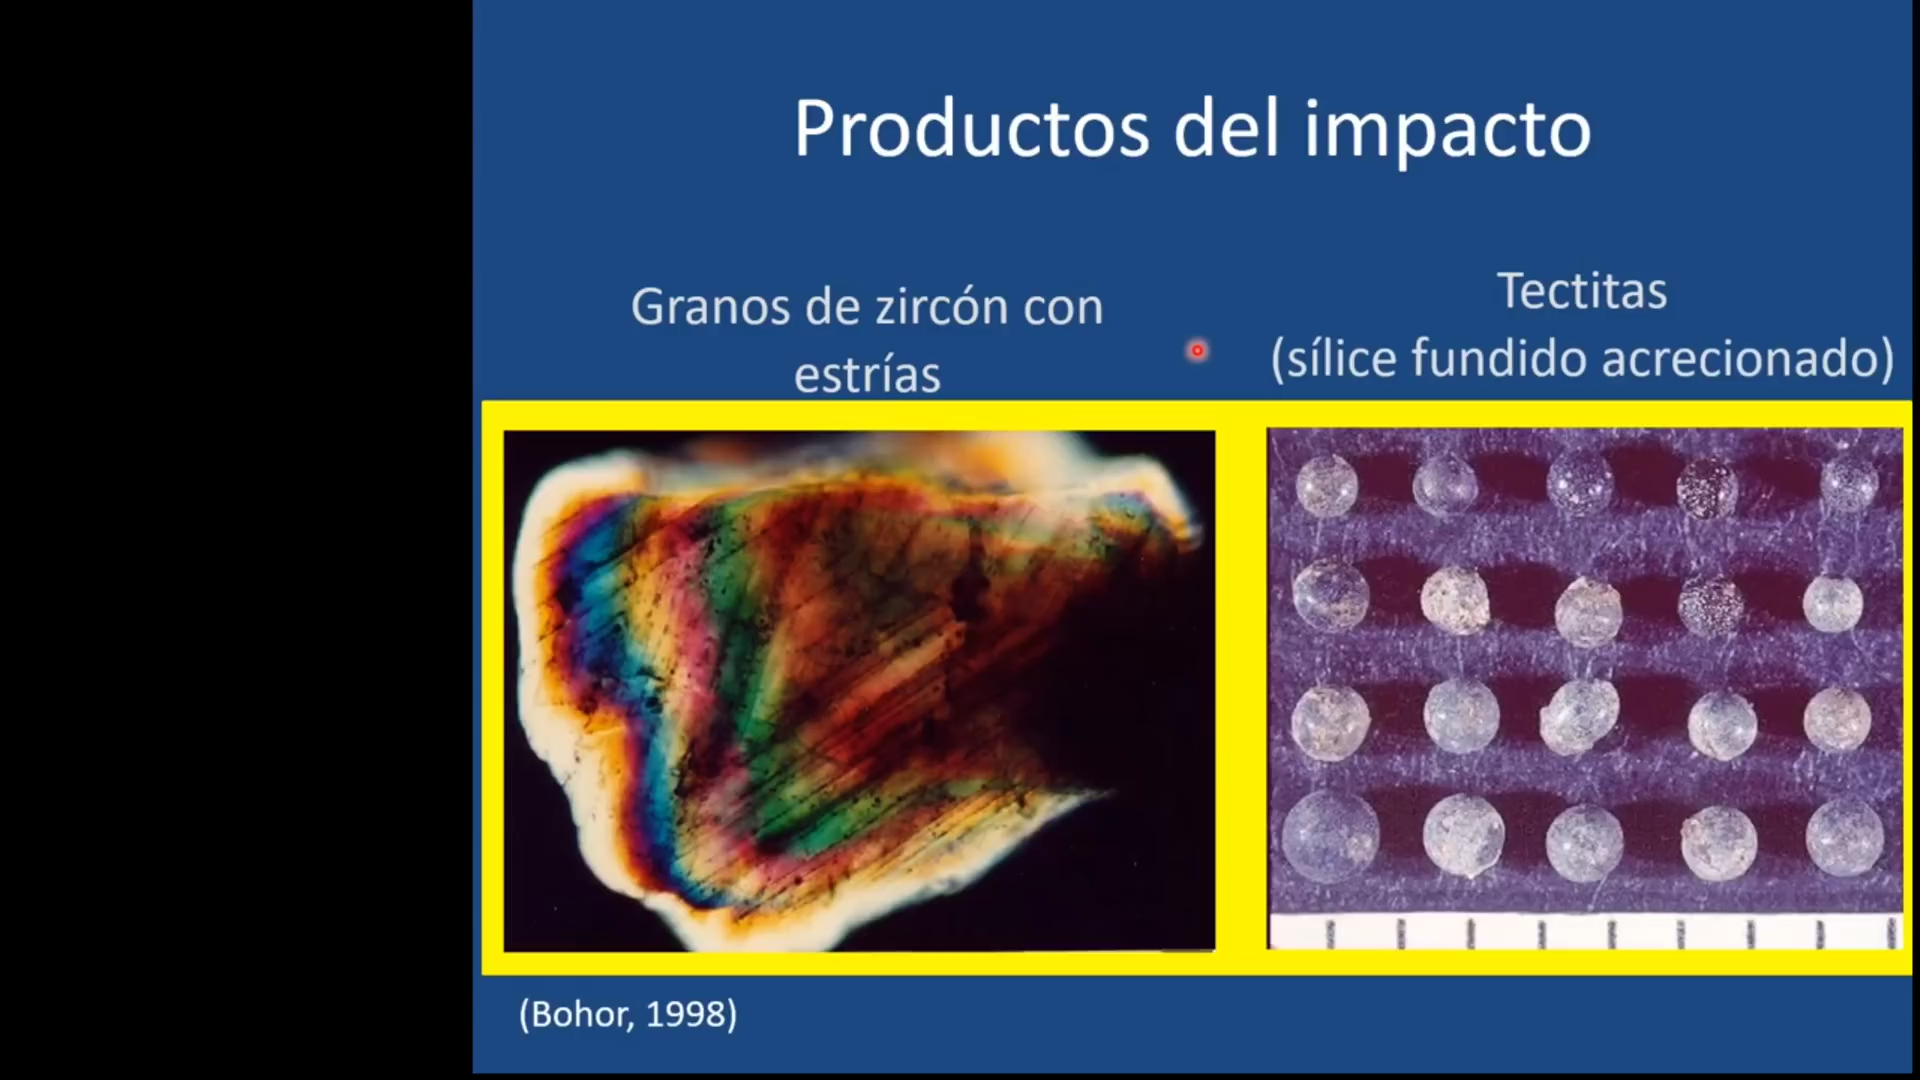 Productos del impacto
Granos de zircón con
estrías
Tectitas
(sílice fundido acrecionado)
(Bohor, 1998)